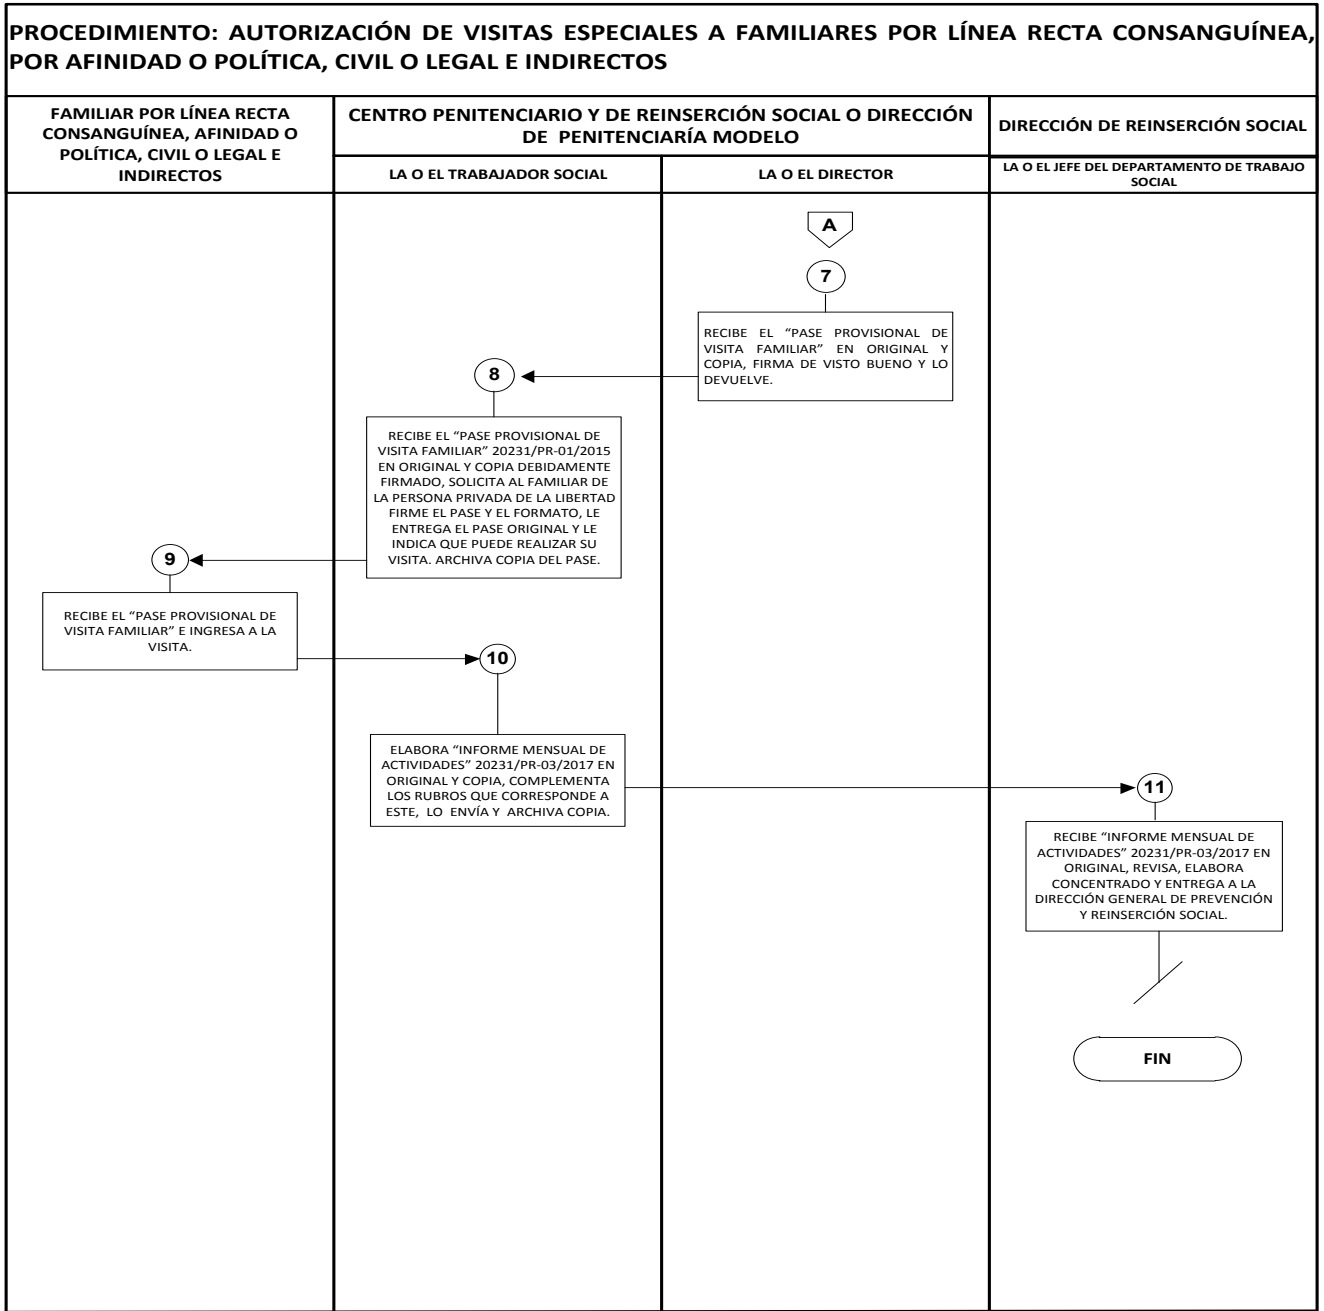 PROCEDIMIENTO: AUTORIZACIÓN DE VISITAS ESPECIALES A FAMILIARES POR LÍNEA RECTA CONSANGUÍNEA,
POR AFINIDAD O POLÍTICA, CIVIL O LEGAL E INDIRECTOS
FAMILIAR POR LÍNEA RECTA
CONSANGUÍNEA, AFINIDAD O
POLÍTICA, CIVIL O LEGAL E
INDIRECTOS
CENTRO PENITENCIARIO Y DE REINSERCIÓN SOCIAL O DIRECCIÓN
DE PENITENCIARÍA MODELO
DIRECCIÓN DE REINSERCIÓN SOCIAL
LA O EL TRABAJADOR SOCIAL
LA O EL DIRECTOR
LA O EL JEFE DEL DEPARTAMENTO DE TRABAJO
SOCIAL
A
7
RECIBE EL “PASE PROVISIONAL DE
VISITA FAMILIAR” EN ORIGINAL Y
COPIA, FIRMA DE VISTO BUENO Y LO
DEVUELVE.
8
RECIBE EL “PASE PROVISIONAL DE
VISITA FAMILIAR” 20231/PR-01/2015
EN ORIGINAL Y COPIA DEBIDAMENTE
FIRMADO, SOLICITA AL FAMILIAR DE
LA PERSONA PRIVADA DE LA LIBERTAD
FIRME EL PASE Y EL FORMATO, LE
ENTREGA EL PASE ORIGINAL Y LE
INDICA QUE PUEDE REALIZAR SU
VISITA. ARCHIVA COPIA DEL PASE.
9
RECIBE EL “PASE PROVISIONAL DE
VISITA FAMILIAR” E INGRESA A LA
VISITA.
10
ELABORA “INFORME MENSUAL DE
ACTIVIDADES” 20231/PR-03/2017 EN
ORIGINAL Y COPIA, COMPLEMENTA
LOS RUBROS QUE CORRESPONDE A
ESTE, LO ENVÍA Y ARCHIVA COPIA.
11
RECIBE “INFORME MENSUAL DE
ACTIVIDADES” 20231/PR-03/2017 EN
ORIGINAL, REVISA, ELABORA
CONCENTRADO Y ENTREGA A LA
DIRECCIÓN GENERAL DE PREVENCIÓN
Y REINSERCIÓN SOCIAL.
FIN